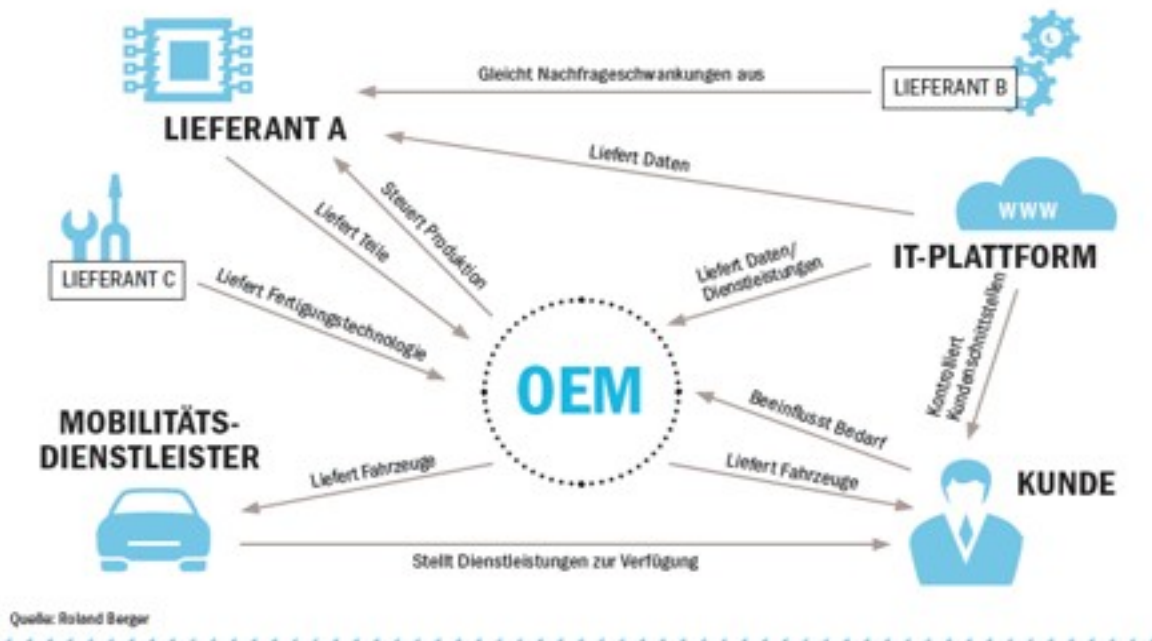 Gleicht Nachfrageschwankungen aus
LIEFERANT B
LIEFERANT A
Liefert Daten
WWW
IT-PLATTFORM
Steuert Produktion
Liefert Teile
LIEFERANT C
Liefert Fertigungstechnologie
Liefert Daten/
Dienstleistungen
Kontrolliert
Kundenschnittstellen
OEM
MOBILITÄTS-
DIENSTLEISTER
Beeinflusst Bedarf
Liefert Fahrzeuge
Liefert Fahrzeuge
KUNDE
Stellt Dienstleistungen zur Verfügung
Quelle: Roland Berger